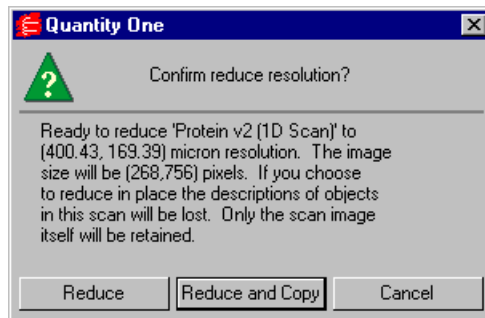 Quantity One
Confirm reduce resolution?
Ready to reduce 'Protein v2 (1D Scan)' to
(400.43, 169.39) micron resolution.  The image
size will be (268,756) pixels.  If you choose
to reduce in place the descriptions of objects
in this scan will be lost.  Only the scan image
itself will be retained.
Reduce
Reduce and Copy
Cancel